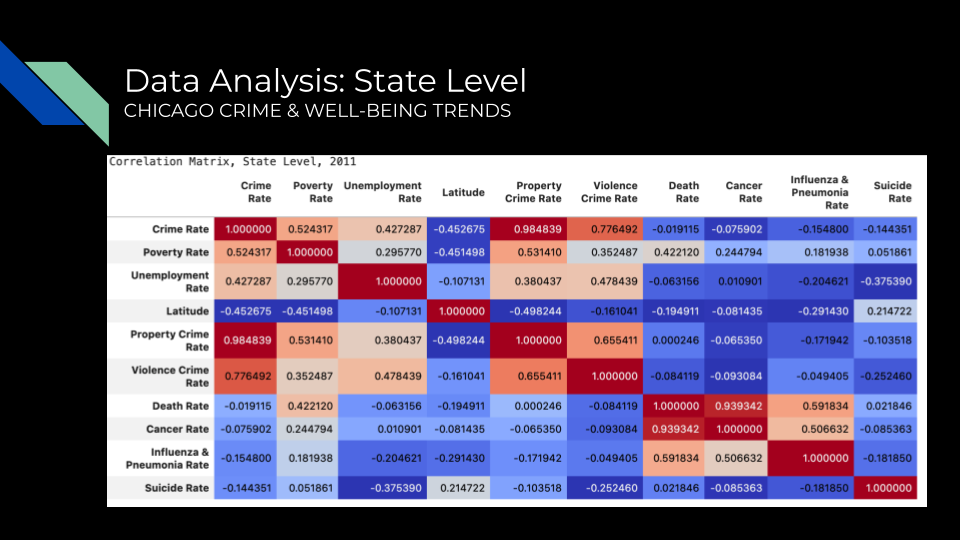 Data Analysis: State Level
CHICAGO CRIME & WELL-BEING TRENDS
Correlation Matrix, State Level, 2011
Crime Rate Poverty Rate Unemployment Rate Latitude Property Crime Rate Violence Crime Rate Death Rate Cancer Rate Influenza & Pneumonia Rate Suicide Rate
Crime Rate 1.000000 0.524317 0.427287 -0.452675 0.984839 0.776492 -0.019115 -0.075902 -0.154800 -0.144351
Poverty Rate 0.524317 1.000000 0.295770 -0.451498 0.531410 0.352487 0.422120 0.244794 0.181938 0.051861
Unemployment Rate 0.427287 0.295770 1.000000 -0.107131 0.380437 0.478439 -0.063156 0.010901 -0.204621 -0.375390
Latitude -0.452675 -0.451498 -0.107131 1.000000 -0.498244 -0.161041 -0.194911 -0.081435 -0.291430 0.214722
Property Crime Rate 0.984839 0.531410 0.380437 -0.498244 1.000000 0.655411 0.000246 -0.065350 -0.171942 -0.103518
Violence Crime Rate 0.776492 0.352487 0.478439 -0.161041 0.655411 1.000000 -0.084119 -0.093084 -0.049405 -0.252460
Death Rate -0.019115 0.422120 -0.063156 -0.194911 0.000246 -0.084119 1.000000 0.939342 0.591834 0.021846
Cancer Rate -0.075902 0.244794 0.010901 -0.081435 -0.065350 -0.093084 0.939342 1.000000 0.506632 -0.085363
Influenza & Pneumonia Rate -0.154800 0.181938 -0.204621 -0.291430 -0.171942 -0.049405 0.591834 0.506632 1.000000 -0.181850
Suicide Rate -0.144351 0.051861 -0.375390 0.214722 -0.103518 -0.252460 0.021846 -0.085363 -0.181850 1.000000